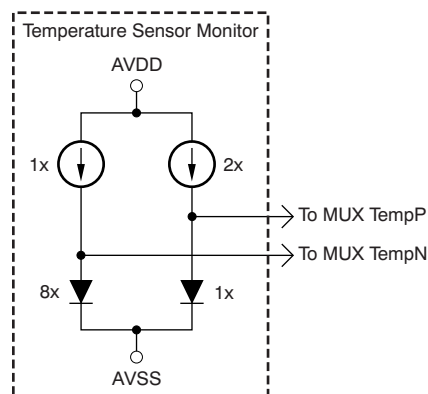 Temperature Sensor Monitor
AVDD
1x
2x
To MUX TempP
To MUX TempN
8x
1x
AVSS